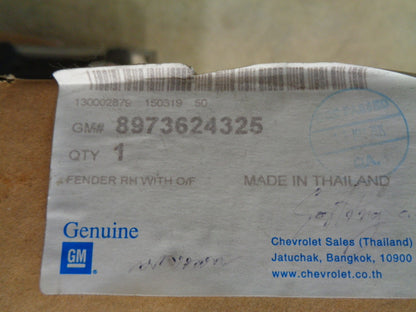 130002879 150319 50
GM# 8973624325
QTY 1
FENDER RH WITH O/F MADE IN THAILAND
Genuine
GM
Chevrolet Sales (Thailand)
Jatuchak, Bangkok, 10900
www.chevrolet.co.th